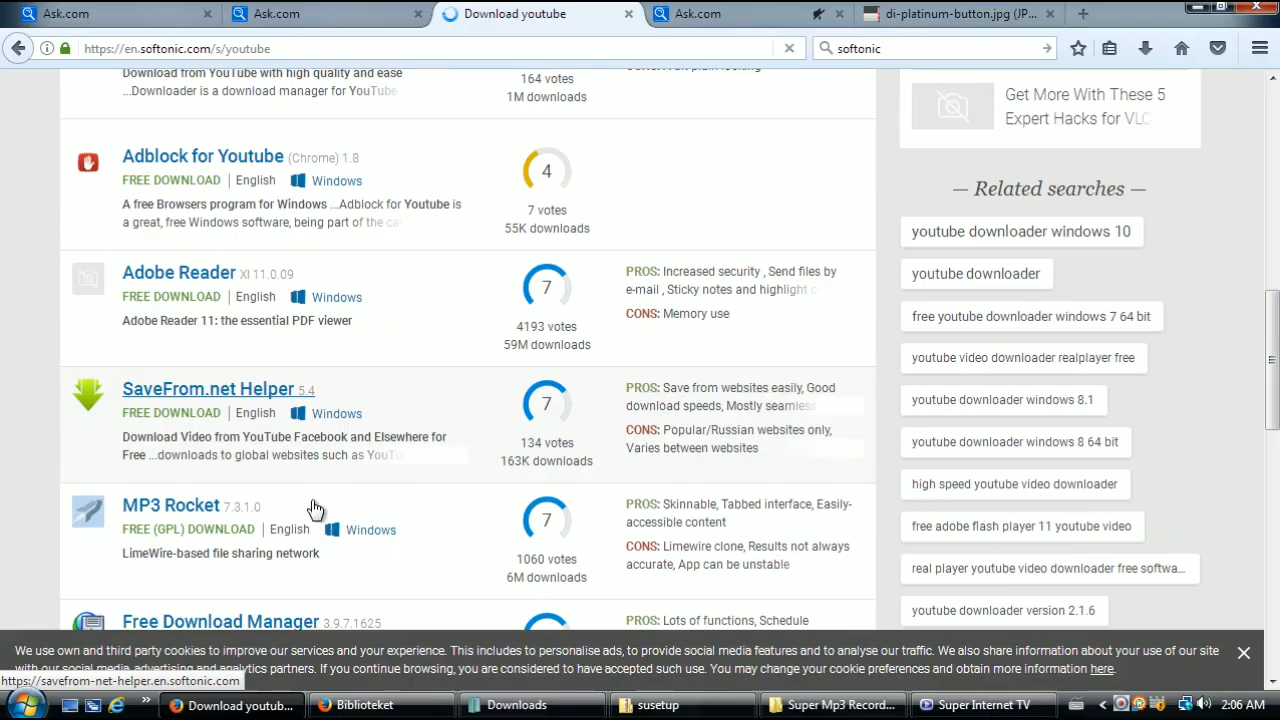 Ask.com
Ask.com
Download youtube
Ask.com
di-platinum-button.jpg (JP...
https://en.softonic.com/s/youtube
softonic
Download from YouTube with high quality and ease
...Downloader is a download manager for YouTube
164 votes
1M downloads
Adblock for Youtube (Chrome) 1.8
FREE DOWNLOAD | English Windows
A free Browsers program for Windows ...Adblock for Youtube is
a great, free Windows software, being part of the ca
4
7 votes
55K downloads
Adobe Reader XI 11.0.09
FREE DOWNLOAD | English Windows
Adobe Reader 11: the essential PDF viewer
7
4193 votes
59M downloads
PROS: Increased security , Send files by
e-mail , Sticky notes and highlight
CONS: Memory use
SaveFrom.net Helper 5.4
FREE DOWNLOAD | English Windows
Download Video from YouTube Facebook and Elsewhere for
Free ...downloads to global websites such as YouTu
7
134 votes
163K downloads
PROS: Save from websites easily, Good
download speeds, Mostly seamless
CONS: Popular/Russian websites only,
Varies between websites
MP3 Rocket 7.3.1.0
FREE (GPL) DOWNLOAD | English Windows
LimeWire-based file sharing network
7
1060 votes
6M downloads
PROS: Skinnable, Tabbed interface, Easily-
accessible content
CONS: Limewire clone, Results not always
accurate, App can be unstable
Free Download Manager 3.9.7.1625
PROS: Lots of functions, Schedule
Get More With These 5
Expert Hacks for VLC
— Related searches —
youtube downloader windows 10
youtube downloader
free youtube downloader windows 7 64 bit
youtube video downloader realplayer free
youtube downloader windows 8.1
youtube downloader windows 8 64 bit
high speed youtube video downloader
free adobe flash player 11 youtube video
real player youtube video downloader free softwa...
youtube downloader version 2.1.6
We use own and third party cookies to improve our services and your experience. This includes to personalise ads, to provide social media features and to analyse our traffic. We also share information about your use of our site
with our social media, advertising and analytics partners. If you continue browsing, you are considered to have accepted such use. You may change your cookie preferences and obtain more information here.
https://savefrom-net-helper.en.softonic.com
Download youtub...
Biblioteket
Downloads
susetup
Super Mp3 Record...
Super Internet TV
2:06 AM